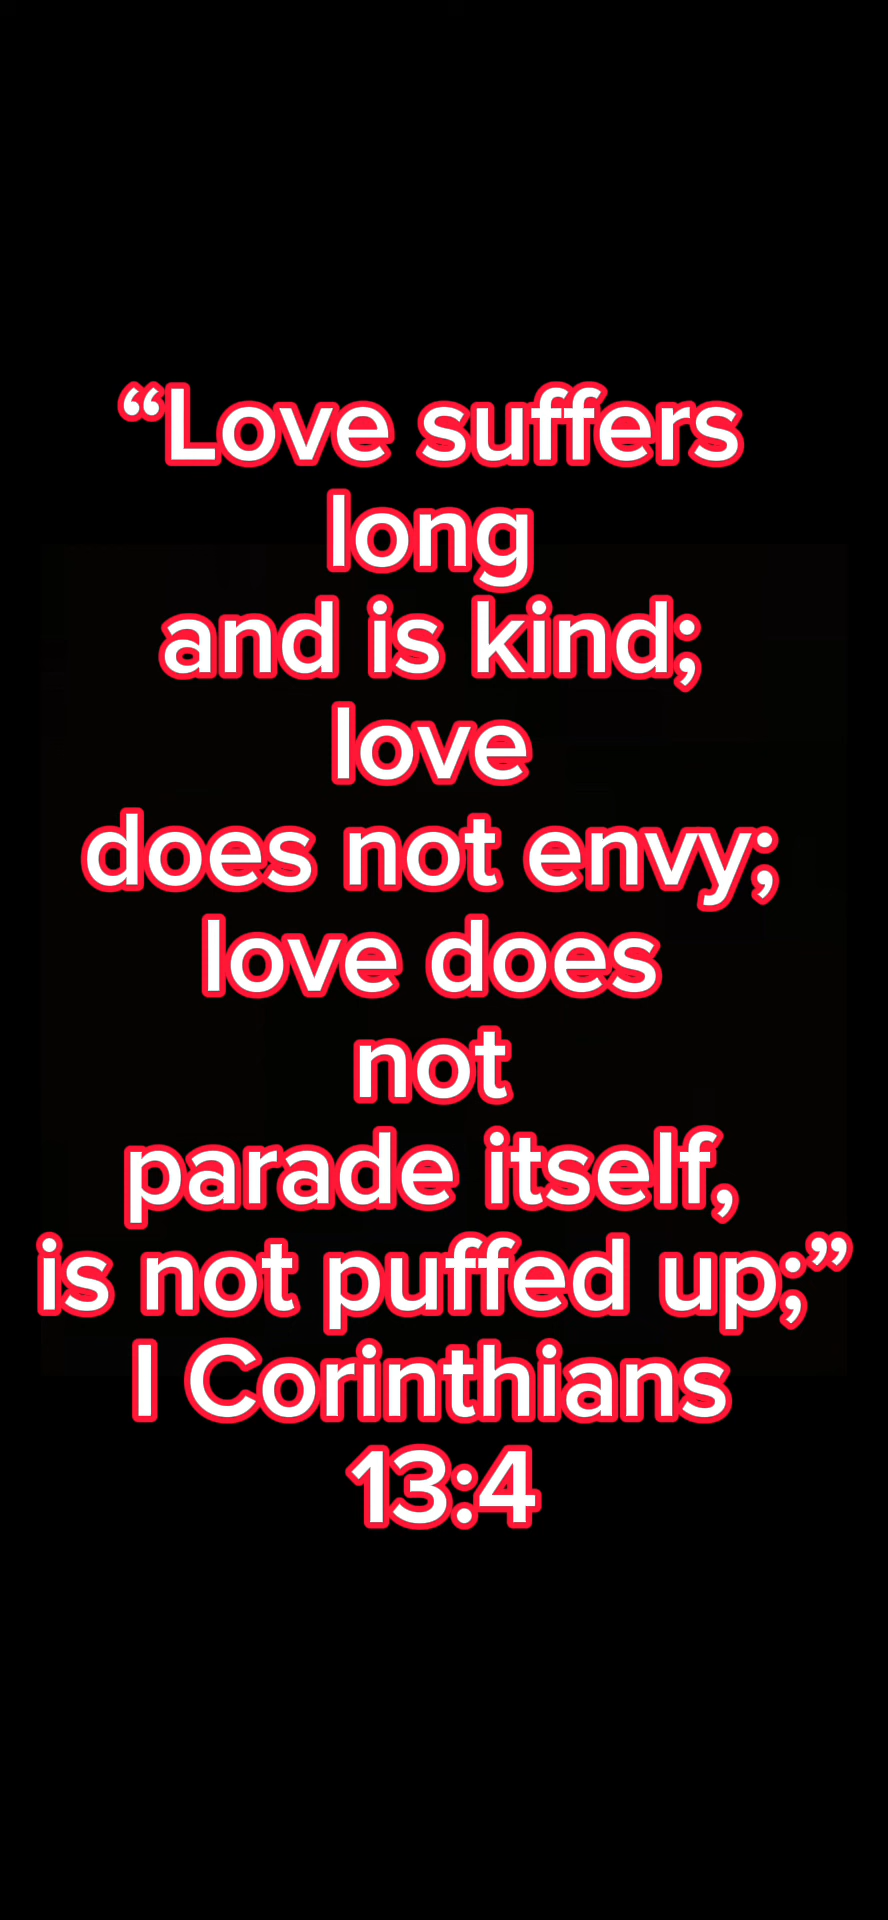 “Love suffers
long
and is kind;
love
does not envy;
love does
not
parade itself,
is not puffed up;”
I Corinthians
13:4